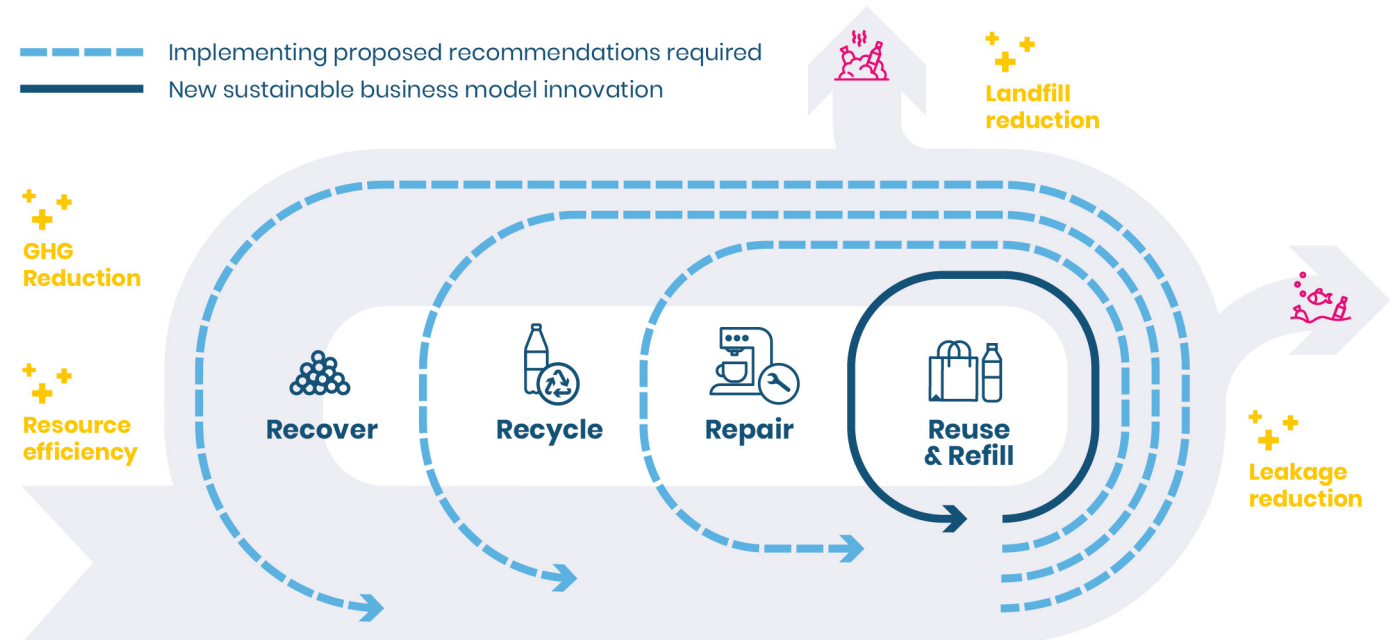 Implementing proposed recommendations required
New sustainable business model innovation
Landfill
reduction
GHG
Reduction
Resource
efficiency
Recover
Recycle
Repair
Reuse
& Refill
Leakage
reduction